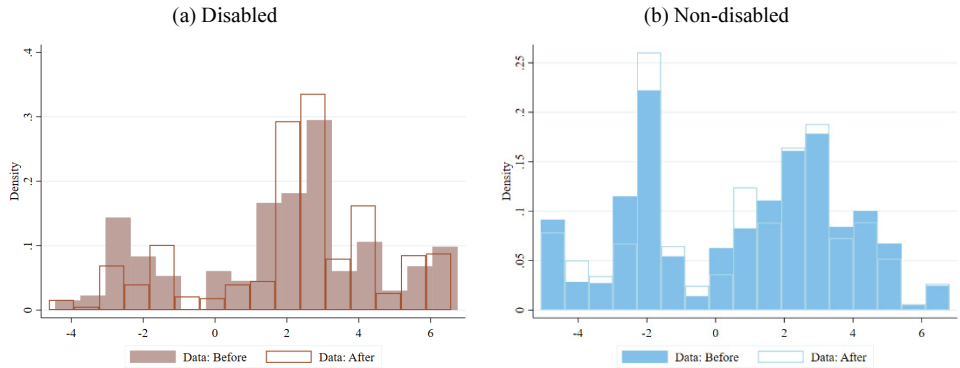 (a) Disabled
Density
0 .1 .2 .3 .4
-4 -2 0 2 4 6
Data: Before Data: After
(b) Non-disabled
Density
0 .05 .1 .15 .2 .25
-4 -2 0 2 4 6
Data: Before Data: After